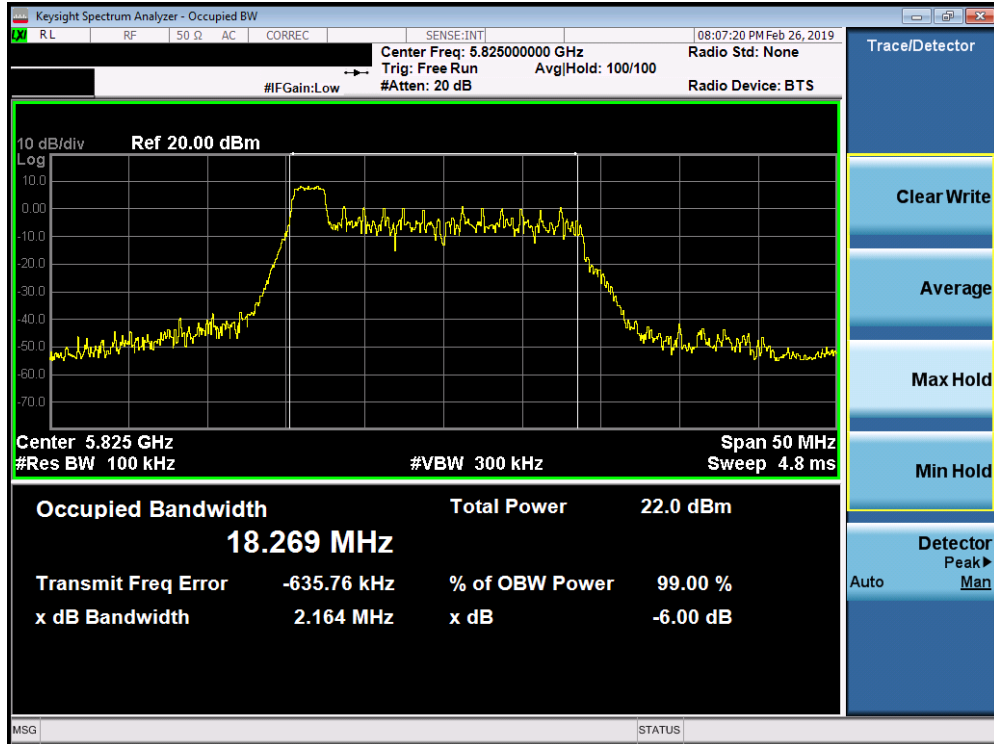 Keysight Spectrum Analyzer - Occupied BW
LXI RL RF 50 Ω AC CORREC SENSE:INT 08:07:20 PM Feb 26, 2019
Center Freq: 5.825000000 GHz Radio Std: None
Trig: Free Run Avg|Hold: 100/100
#IFGain:Low #Atten: 20 dB Radio Device: BTS
10 dB/div Ref 20.00 dBm
Log
10.0
0.00
-10.0
-20.0
-30.0
-40.0
-50.0
-60.0
-70.0
Center 5.825 GHz Span 50 MHz
#Res BW 100 kHz #VBW 300 kHz Sweep 4.8 ms
Occupied Bandwidth Total Power 22.0 dBm
18.269 MHz
Transmit Freq Error -635.76 kHz % of OBW Power 99.00 %
x dB Bandwidth 2.164 MHz x dB -6.00 dB
MSG STATUS
Trace/Detector
Clear Write
Average
Max Hold
Min Hold
Detector
Peak▶
Auto Man